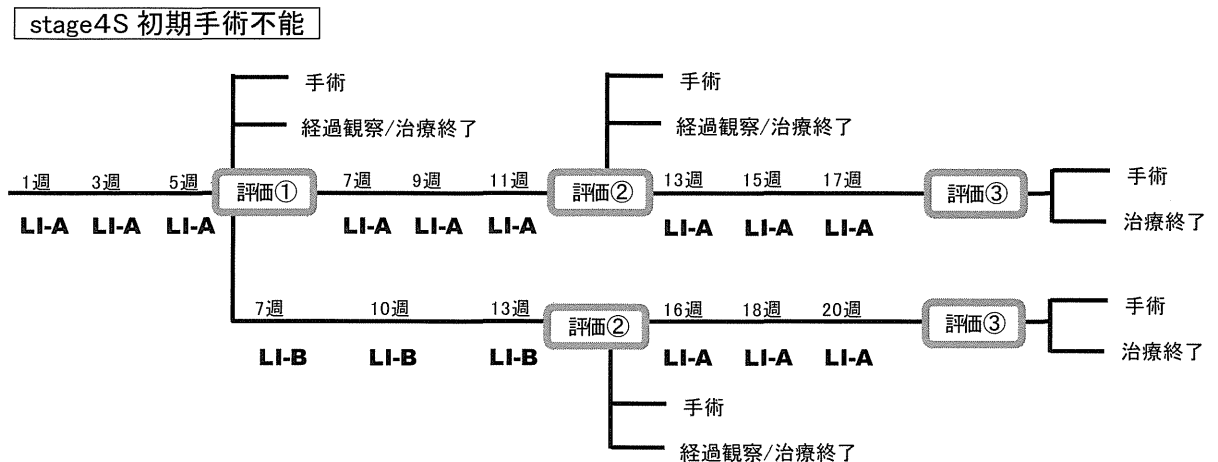 stage4S 初期手術不能
手術
経過観察/治療終了
手術
経過観察/治療終了
1週 3週 5週 評価① 7週 9週 11週 評価② 13週 15週 17週 評価③
手術
治療終了
LI-A LI-A LI-A LI-A LI-A LI-A LI-A LI-A LI-A
7週 10週 13週 評価② 16週 18週 20週 評価③
手術
治療終了
LI-B LI-B LI-B LI-A LI-A LI-A
手術
経過観察/治療終了